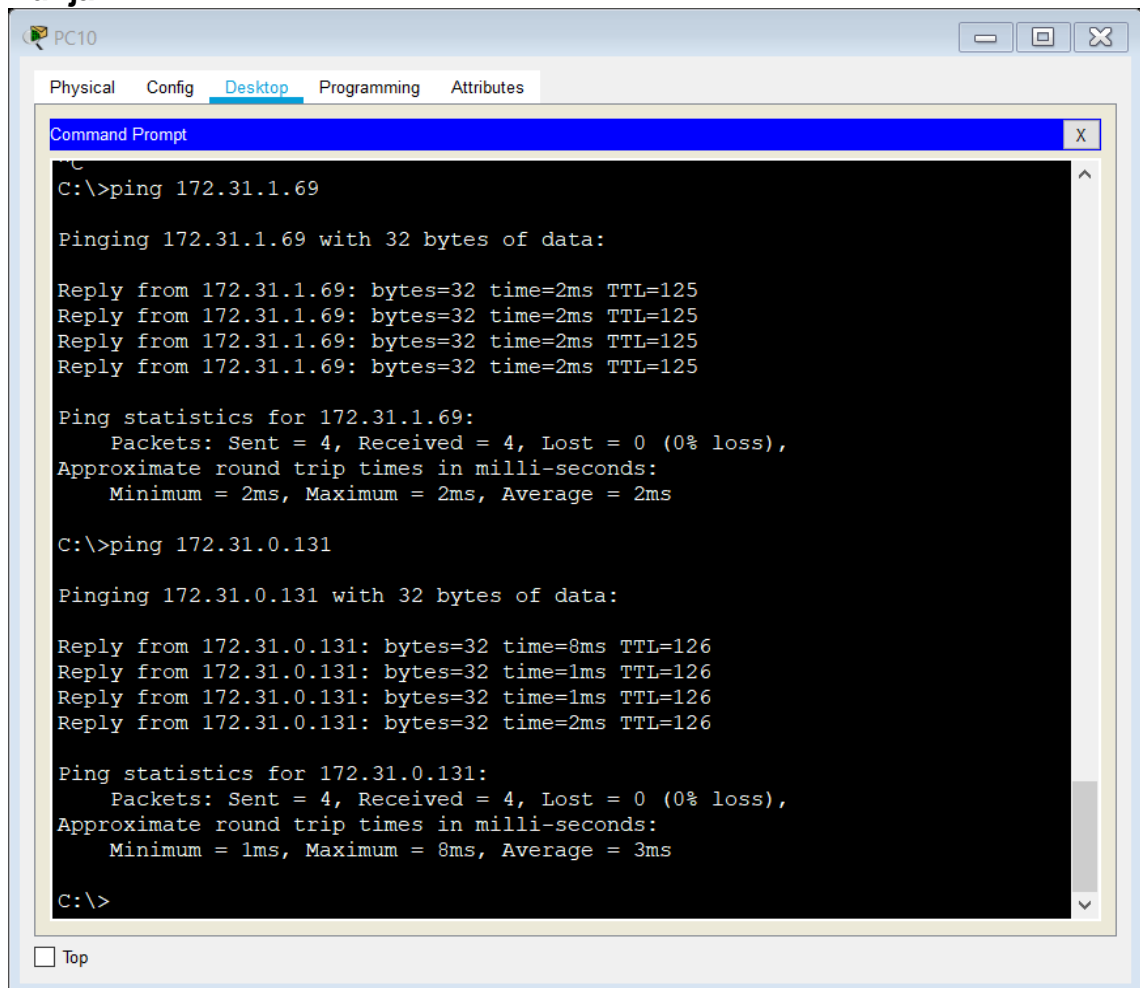 PC10
Physical Config Desktop Programming Attributes
Command Prompt
X
C:\>ping 172.31.1.69
Pinging 172.31.1.69 with 32 bytes of data:
Reply from 172.31.1.69: bytes=32 time=2ms TTL=125
Reply from 172.31.1.69: bytes=32 time=2ms TTL=125
Reply from 172.31.1.69: bytes=32 time=2ms TTL=125
Reply from 172.31.1.69: bytes=32 time=2ms TTL=125
Ping statistics for 172.31.1.69:
Packets: Sent = 4, Received = 4, Lost = 0 (0% loss),
Approximate round trip times in milli-seconds:
Minimum = 2ms, Maximum = 2ms, Average = 2ms
C:\>ping 172.31.0.131
Pinging 172.31.0.131 with 32 bytes of data:
Reply from 172.31.0.131: bytes=32 time=8ms TTL=126
Reply from 172.31.0.131: bytes=32 time=1ms TTL=126
Reply from 172.31.0.131: bytes=32 time=1ms TTL=126
Reply from 172.31.0.131: bytes=32 time=2ms TTL=126
Ping statistics for 172.31.0.131:
Packets: Sent = 4, Received = 4, Lost = 0 (0% loss),
Approximate round trip times in milli-seconds:
Minimum = 1ms, Maximum = 8ms, Average = 3ms
C:\>
Top